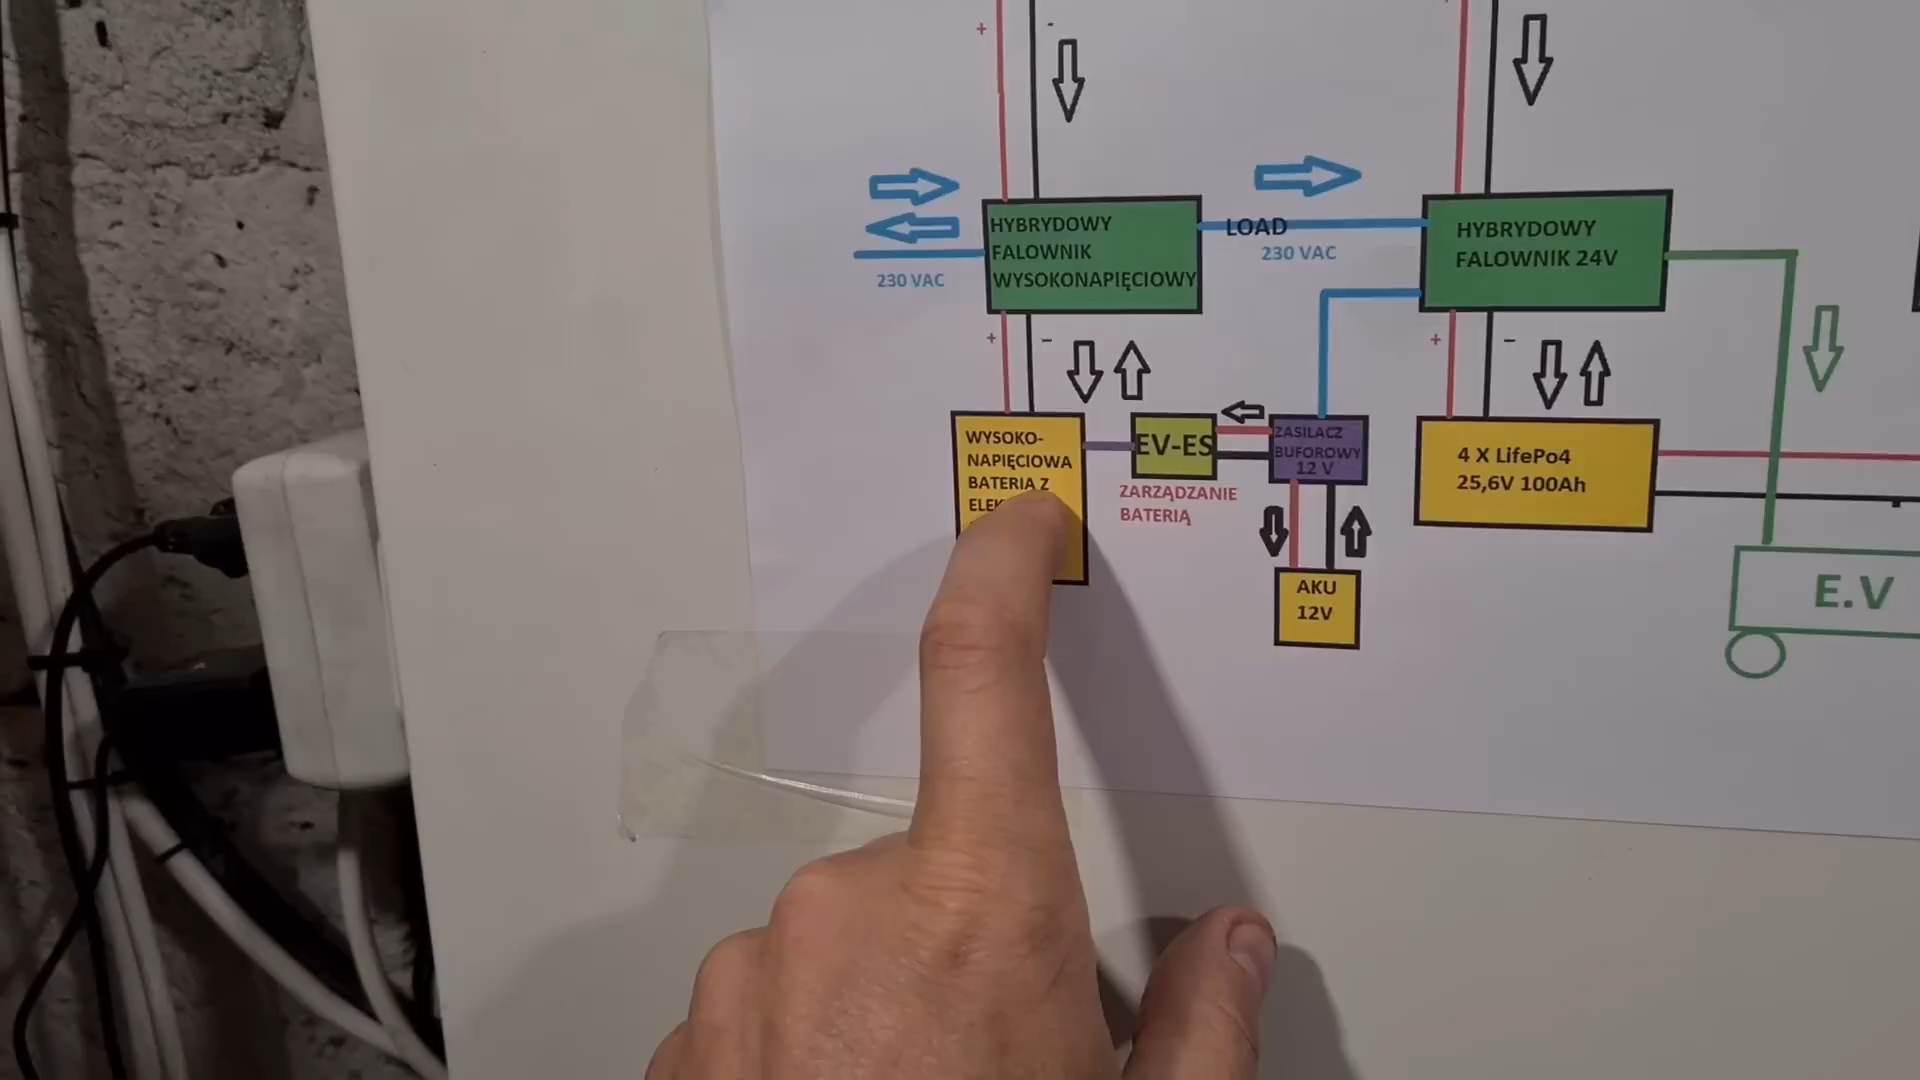 +
-
HYBRYDOWY
FALOWNIK
WYSOKONAPIĘCIOWY
230 VAC
LOAD
230 VAC
HYBRYDOWY
FALOWNIK 24V
+
-
+
-
WYSOKO-
NAPIĘCIOWA
BATERIA Z
EV-ES
ZARZĄDZANIE
BATERIĄ
ZASILACZ
BUFOROWY
12 V
AKU
12V
4 X LifePo4
25,6V 100Ah
E.V